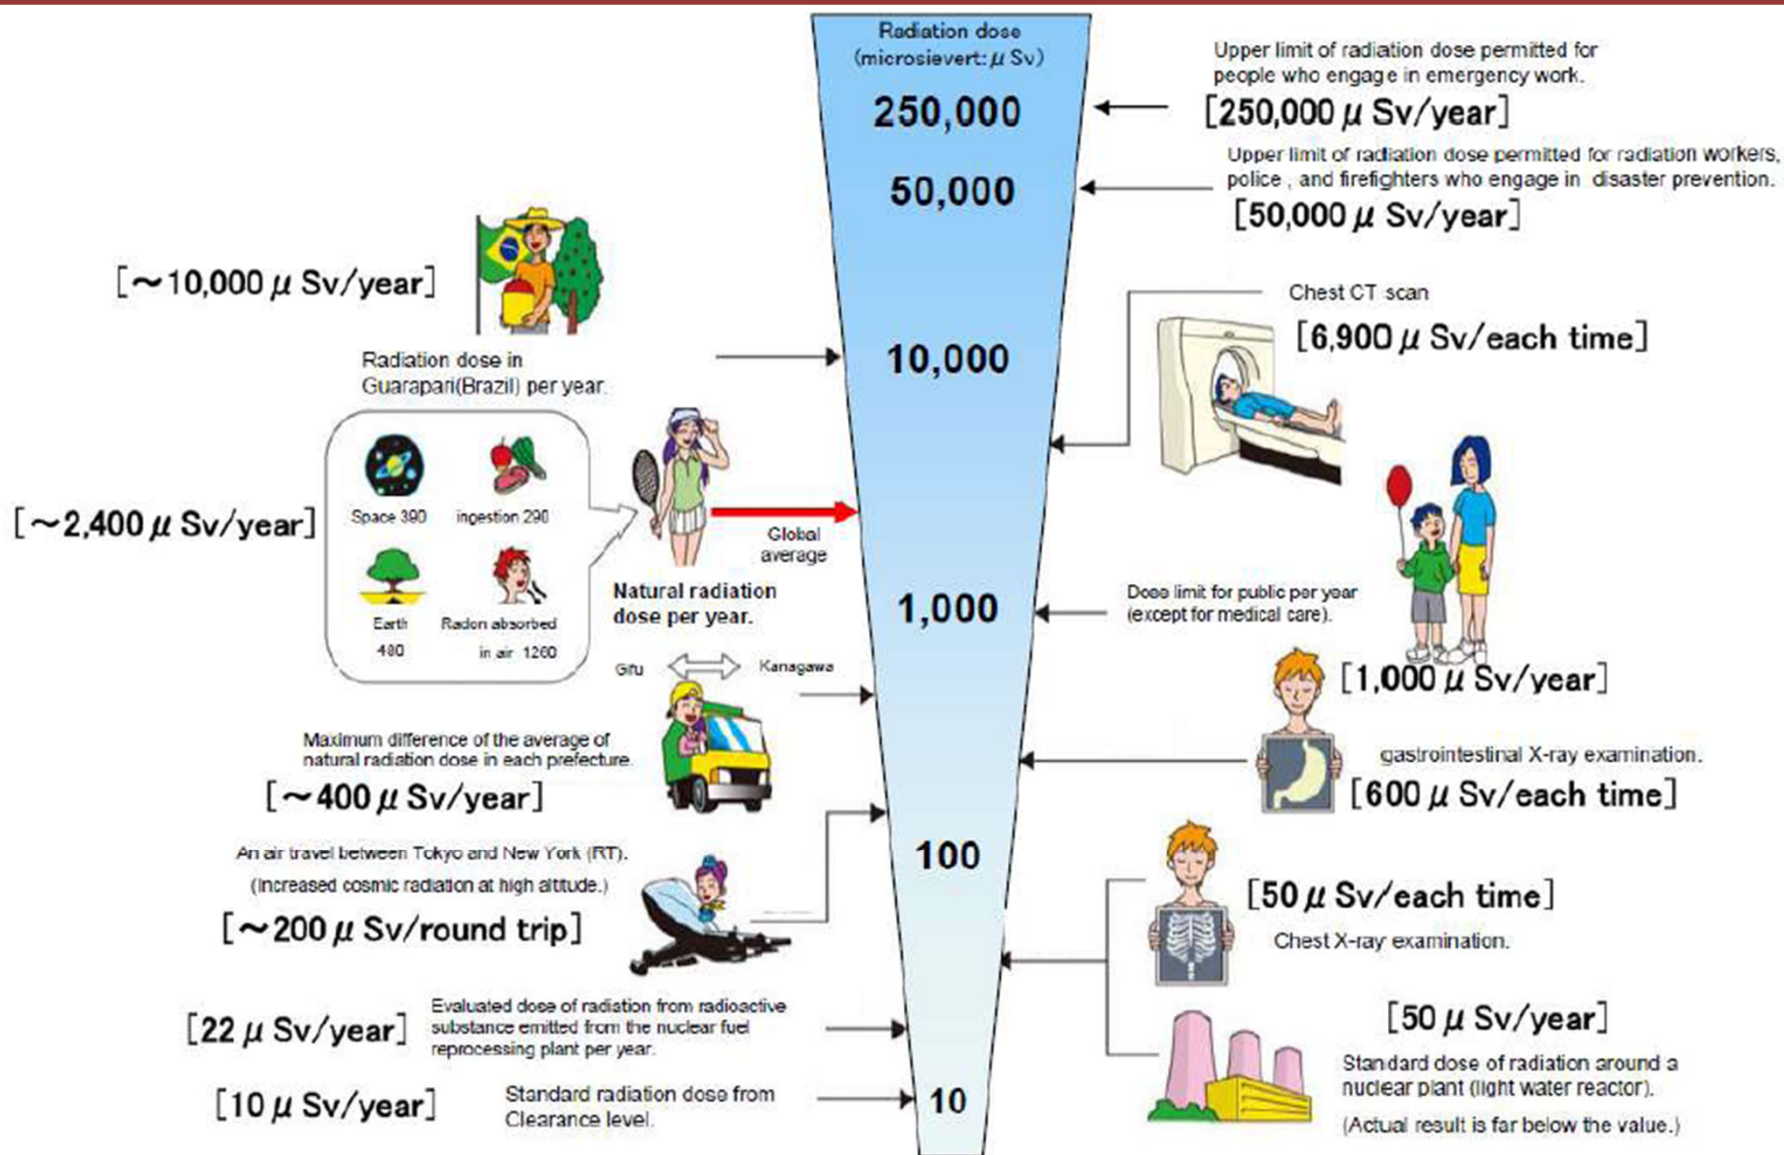 Radiation dose
(microsievert: μ Sv)
250,000
50,000
10,000
1,000
100
10
[~10,000 μ Sv/year]
Radiation dose in
Guarapari(Brazil) per year.
[~2,400 μ Sv/year]
Space 390
ingestion 290
Earth
480
Radon absorbed
in air 1260
Global
average
Natural radiation
dose per year.
Gifu
Kanagawa
Maximum difference of the average of
natural radiation dose in each prefecture.
[~400 μ Sv/year]
An air travel between Tokyo and New York (RT).
(Increased cosmic radiation at high altitude.)
[~200 μ Sv/round trip]
[22 μ Sv/year]
Evaluated dose of radiation from radioactive
substance emitted from the nuclear fuel
reprocessing plant per year.
[10 μ Sv/year]
Standard radiation dose from
Clearance level.
Upper limit of radiation dose permitted for
people who engage in emergency work.
[250,000 μ Sv/year]
Upper limit of radiation dose permitted for radiation workers,
police , and firefighters who engage in disaster prevention.
[50,000 μ Sv/year]
Chest CT scan
[6,900 μ Sv/each time]
Dose limit for public per year
(except for medical care).
[1,000 μ Sv/year]
gastrointestinal X-ray examination.
[600 μ Sv/each time]
[50 μ Sv/each time]
Chest X-ray examination.
[50 μ Sv/year]
Standard dose of radiation around a
nuclear plant (light water reactor).
(Actual result is far below the value.)